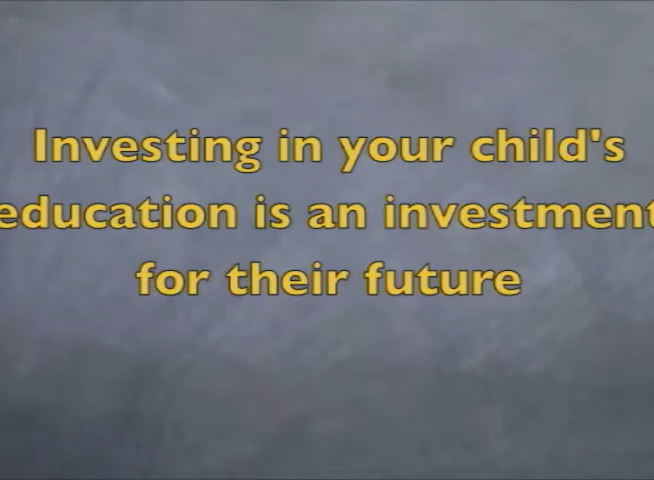 Investing in your child's
education is an investment
for their future